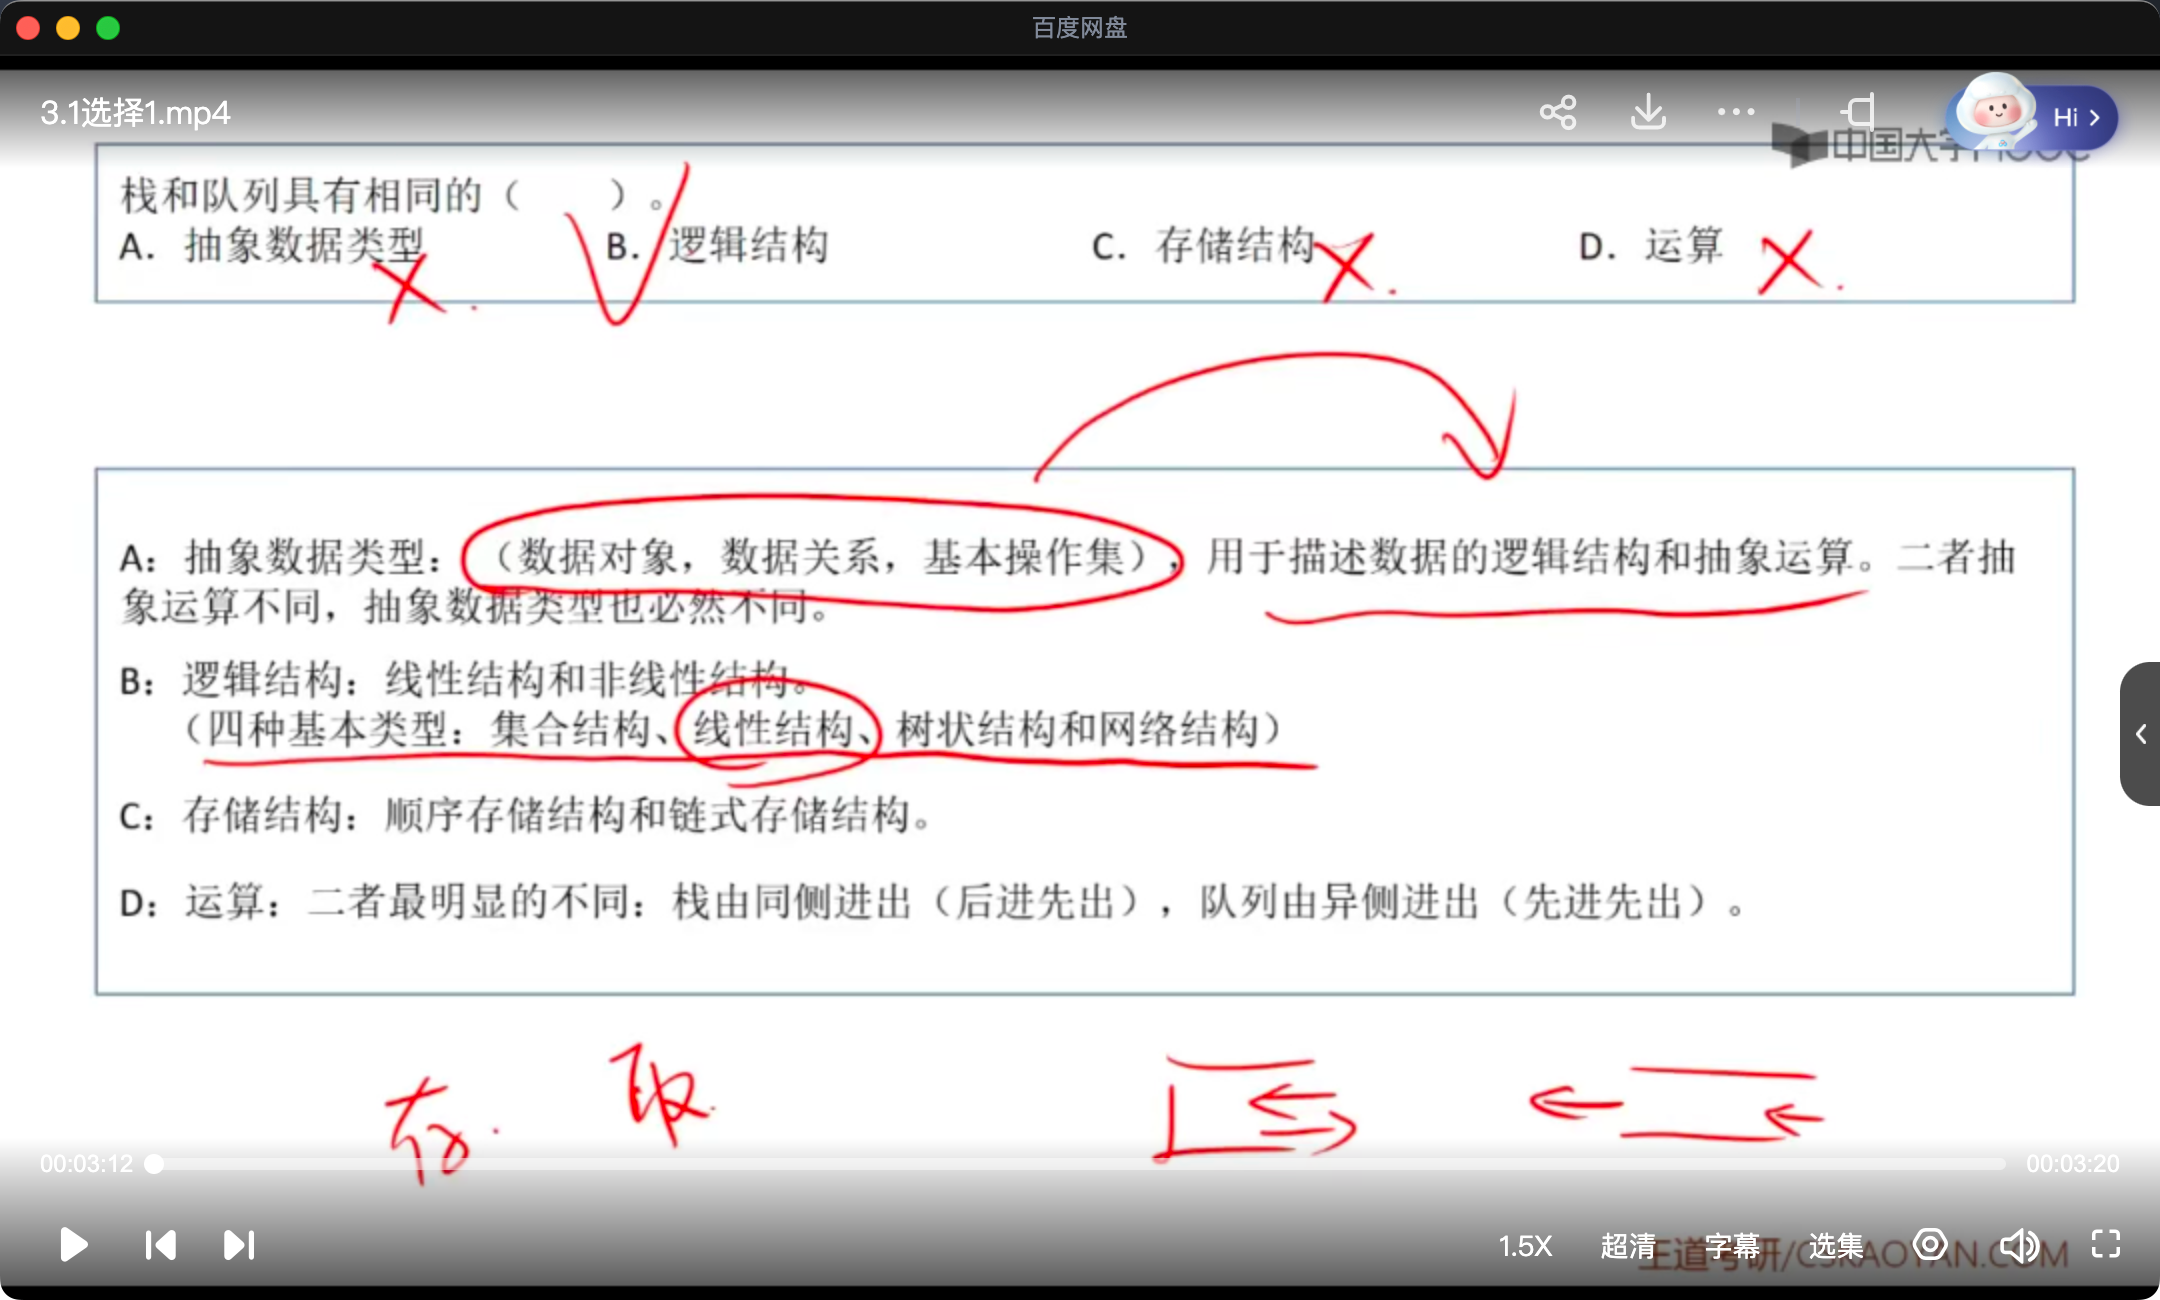 百度网盘
3.1选择1.mp4
Hi
中国大学MOOC
栈和队列具有相同的（ ）。
A. 抽象数据类型 B. 逻辑结构 C. 存储结构 D. 运算
A：抽象数据类型：（数据对象，数据关系，基本操作集），用于描述数据的逻辑结构和抽象运算。二者抽
象运算不同，抽象数据类型也必然不同。
B：逻辑结构：线性结构和非线性结构。
（四种基本类型：集合结构、线性结构、树状结构和网络结构）
C：存储结构：顺序存储结构和链式存储结构。
D：运算：二者最明显的不同：栈由同侧进出（后进先出），队列由异侧进出（先进先出）。
存 取
00:03:12 00:03:20
1.5X 超清 字幕 选集
王道考研/CSKAOYAN.COM